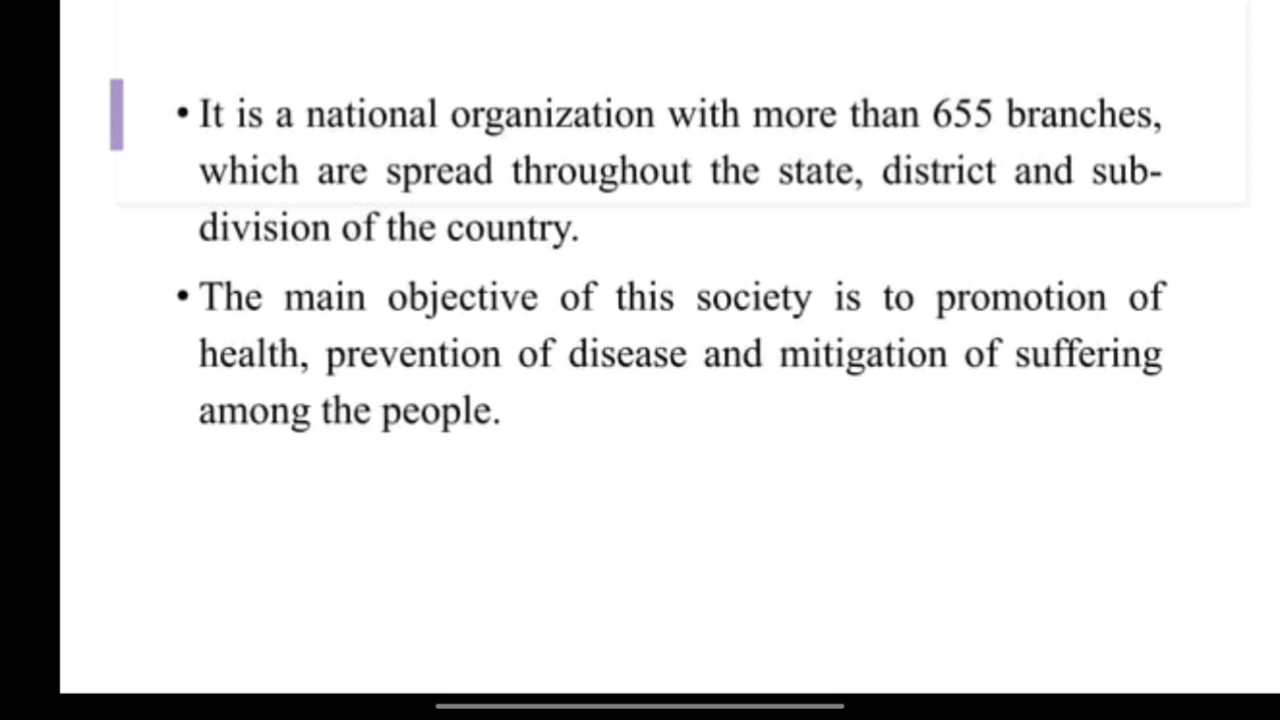 • It is a national organization with more than 655 branches,
which are spread throughout the state, district and sub-
division of the country.
• The main objective of this society is to promotion of
health, prevention of disease and mitigation of suffering
among the people.